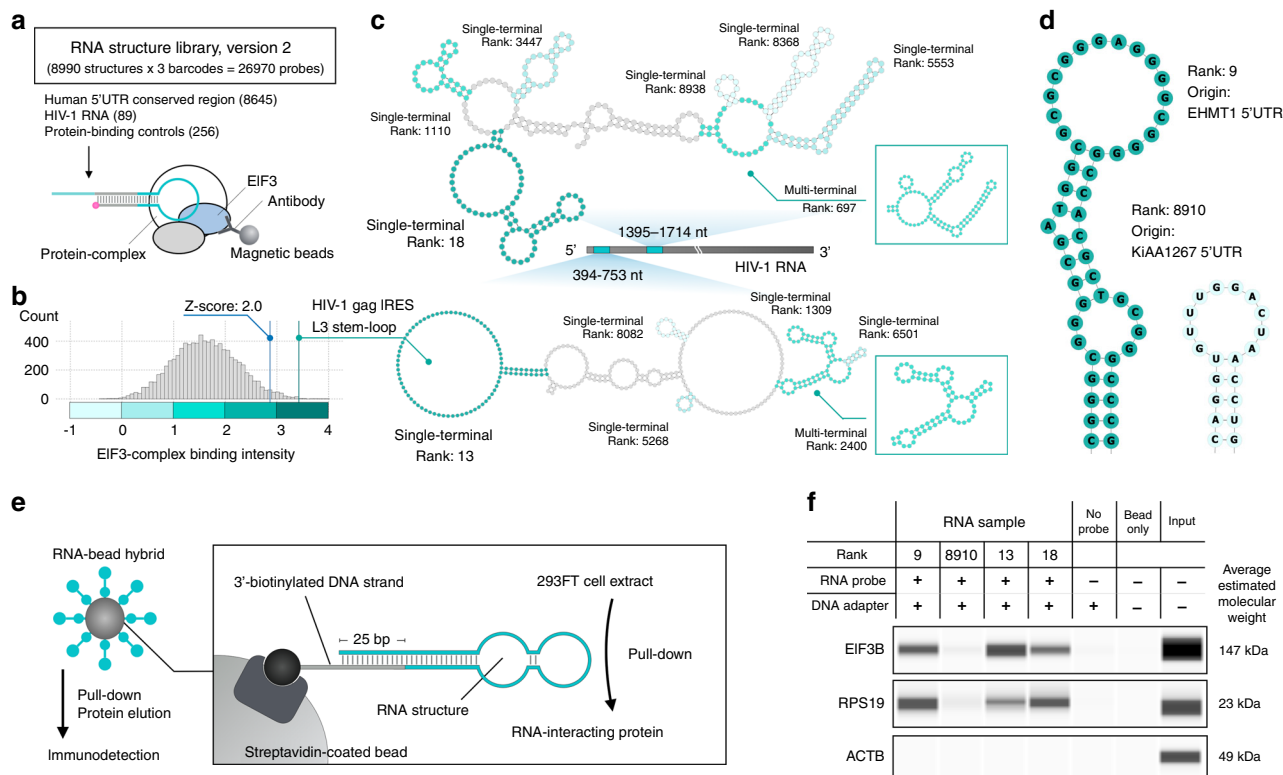 a
RNA structure library, version 2
(8990 structures x 3 barcodes = 26970 probes)
Human 5'UTR conserved region (8645)
HIV-1 RNA (89)
Protein-binding controls (256)
EIF3
Antibody
Protein-complex
Magnetic beads
b
Z-score: 2.0
HIV-1 gag IRES
L3 stem-loop
Count
400
200
0
-1 0 1 2 3 4
EIF3-complex binding intensity
c
Single-terminal
Rank: 3447
Single-terminal
Rank: 8368
Single-terminal
Rank: 5553
Single-terminal
Rank: 8938
Single-terminal
Rank: 1110
Multi-terminal
Rank: 697
Single-terminal
Rank: 18
1395–1714 nt
5' 3'
HIV-1 RNA
394-753 nt
Single-terminal
Rank: 1309
Single-terminal
Rank: 8082
Single-terminal
Rank: 6501
Single-terminal
Rank: 13
Single-terminal
Rank: 5268
Multi-terminal
Rank: 2400
d
Rank: 9
Origin:
EHMT1 5'UTR
Rank: 8910
Origin:
KiAA1267 5'UTR
e
RNA-bead hybrid
Pull-down
Protein elution
Immunodetection
3'-biotinylated DNA strand
293FT cell extract
25 bp
Pull-down
RNA structure
RNA-interacting protein
Streptavidin-coated bead
f
RNA sample No probe Bead only Input
Rank 9 8910 13 18
RNA probe + + + + – – –
DNA adapter + + + + + – –
Average
estimated
molecular
weight
EIF3B 147 kDa
RPS19 23 kDa
ACTB 49 kDa